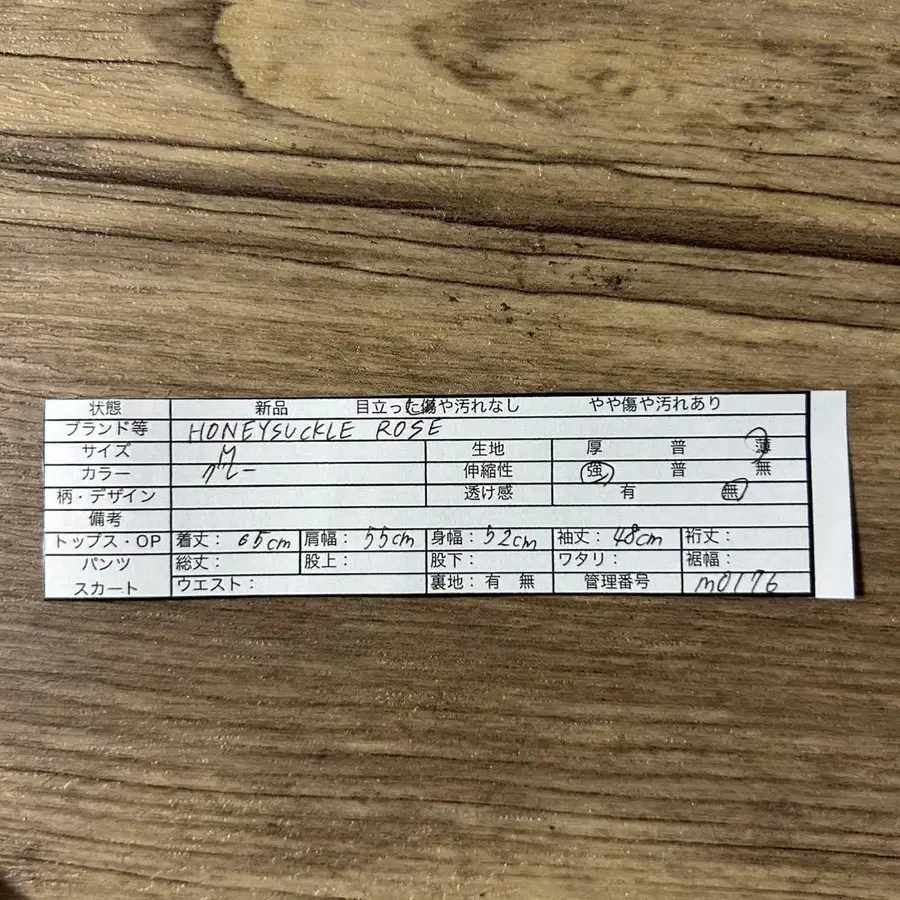 状態 新品 目立った傷や汚れなし やや傷や汚れあり
ブランド等 HONEYSUCKLE ROSE
サイズ M 生地 厚 普 薄
カラー 伸縮性 強 普 無
柄・デザイン 透け感 有 無
備考
トップス・OP 着丈: 65cm 肩幅: 55cm 身幅: 52cm 袖丈: 48cm 裄丈:
パンツ 総丈: 股上: 股下: ワタリ: 裾幅:
スカート ウエスト: 裏地: 有 無 管理番号 m0176